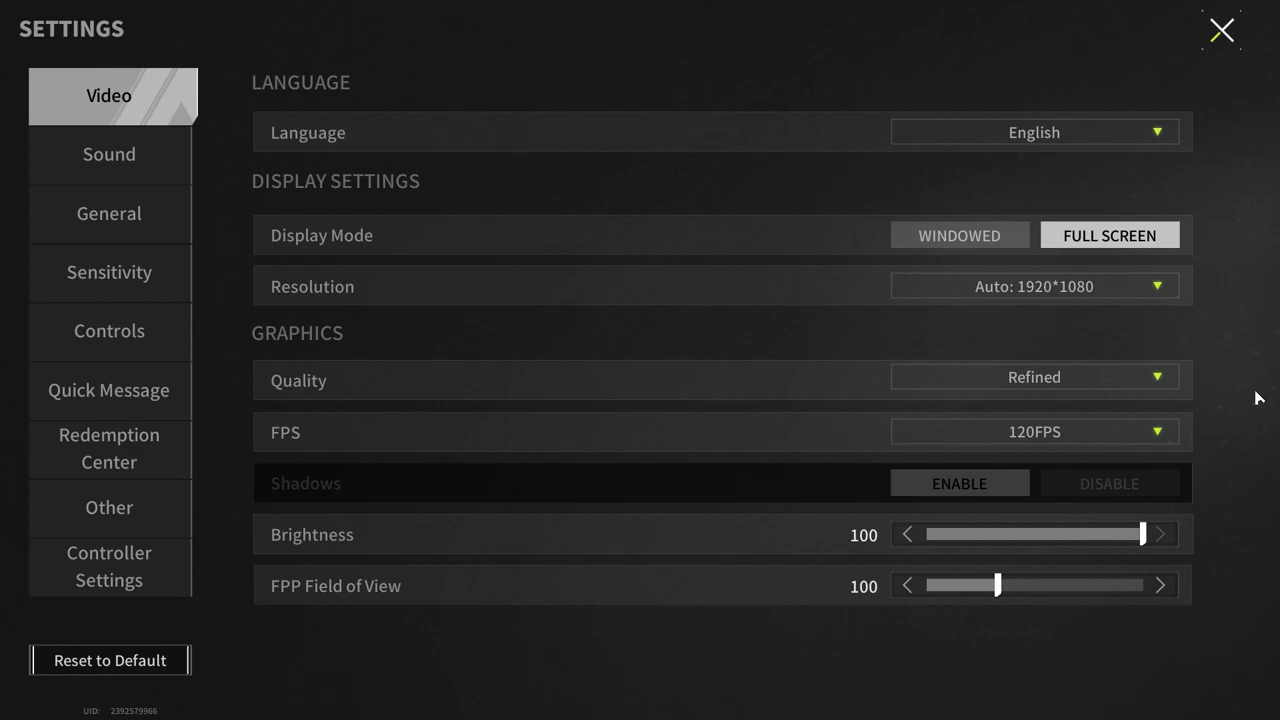 SETTINGS
Video
Sound
General
Sensitivity
Controls
Quick Message
Redemption
Center
Other
Controller
Settings
Reset to Default
UID: 2392579966
LANGUAGE
Language English
DISPLAY SETTINGS
Display Mode WINDOWED FULL SCREEN
Resolution Auto: 1920*1080
GRAPHICS
Quality Refined
FPS 120FPS
Shadows ENABLE DISABLE
Brightness 100
FPP Field of View 100